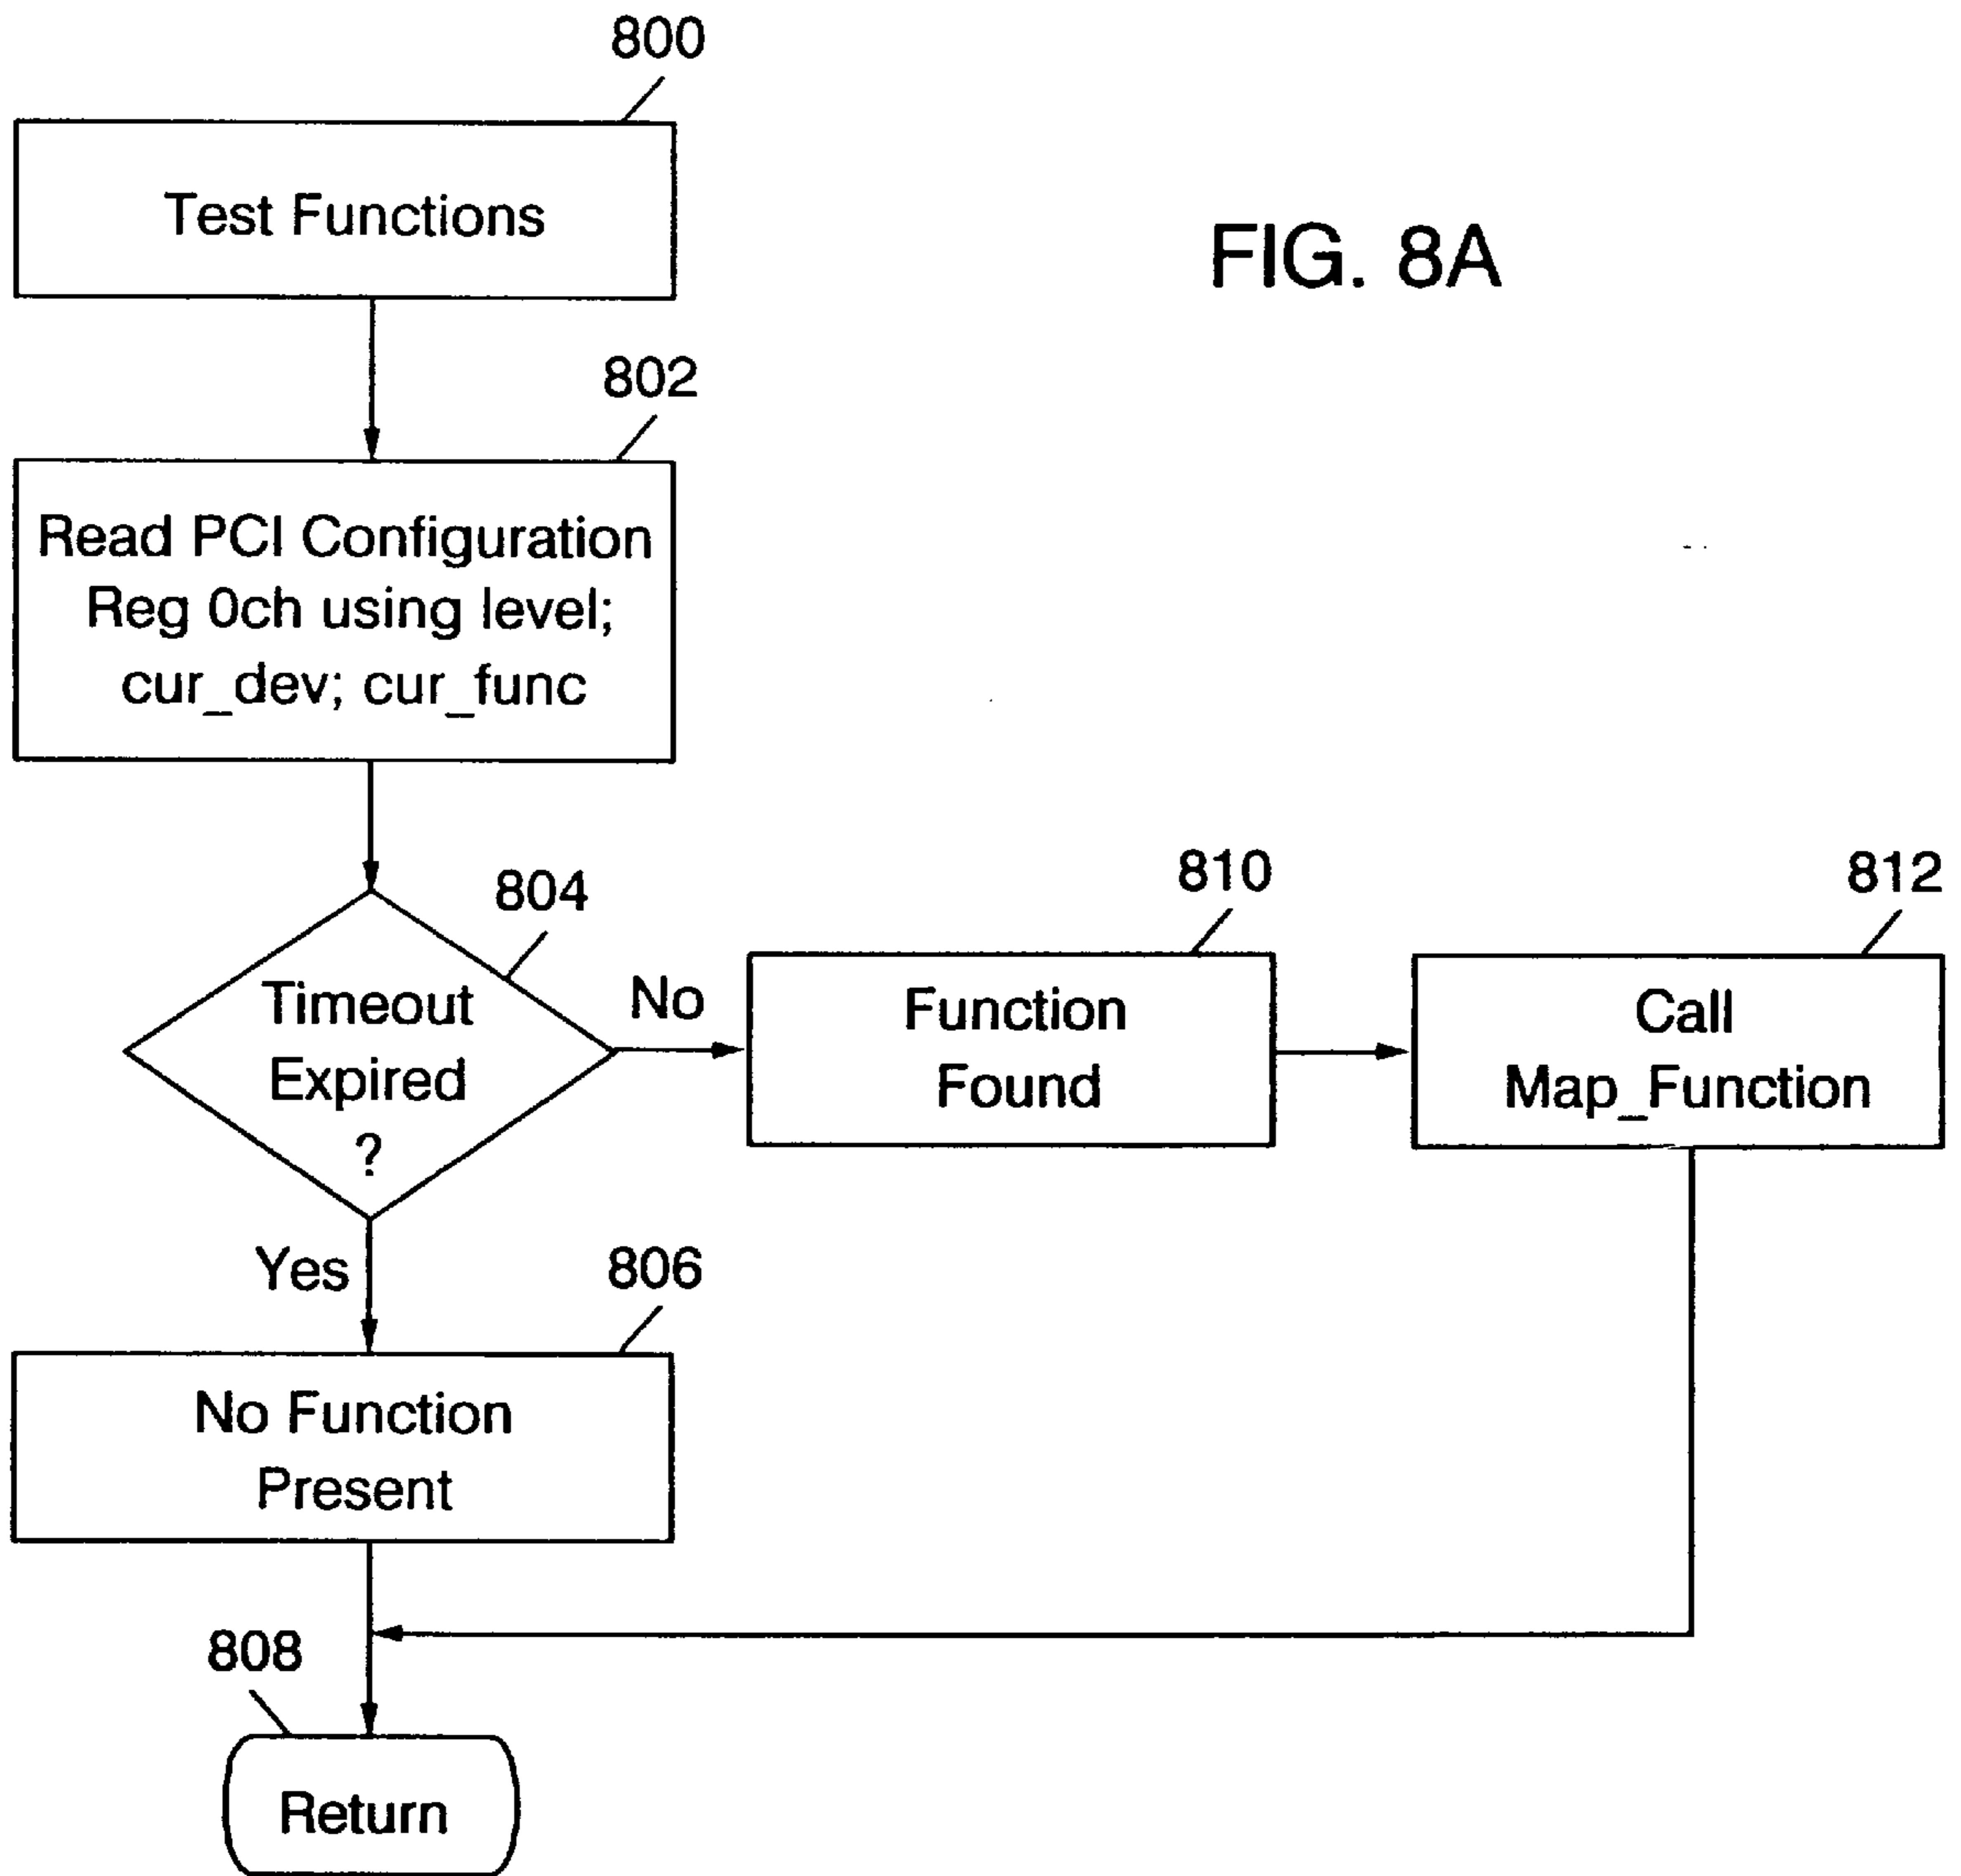 800
Test Functions
FIG. 8A
802
Read PCI Configuration
Reg 0ch using level;
cur_dev; cur_func
804
Timeout
Expired
?
No
810
Function
Found
812
Call
Map_Function
Yes
806
No Function
Present
808
Return